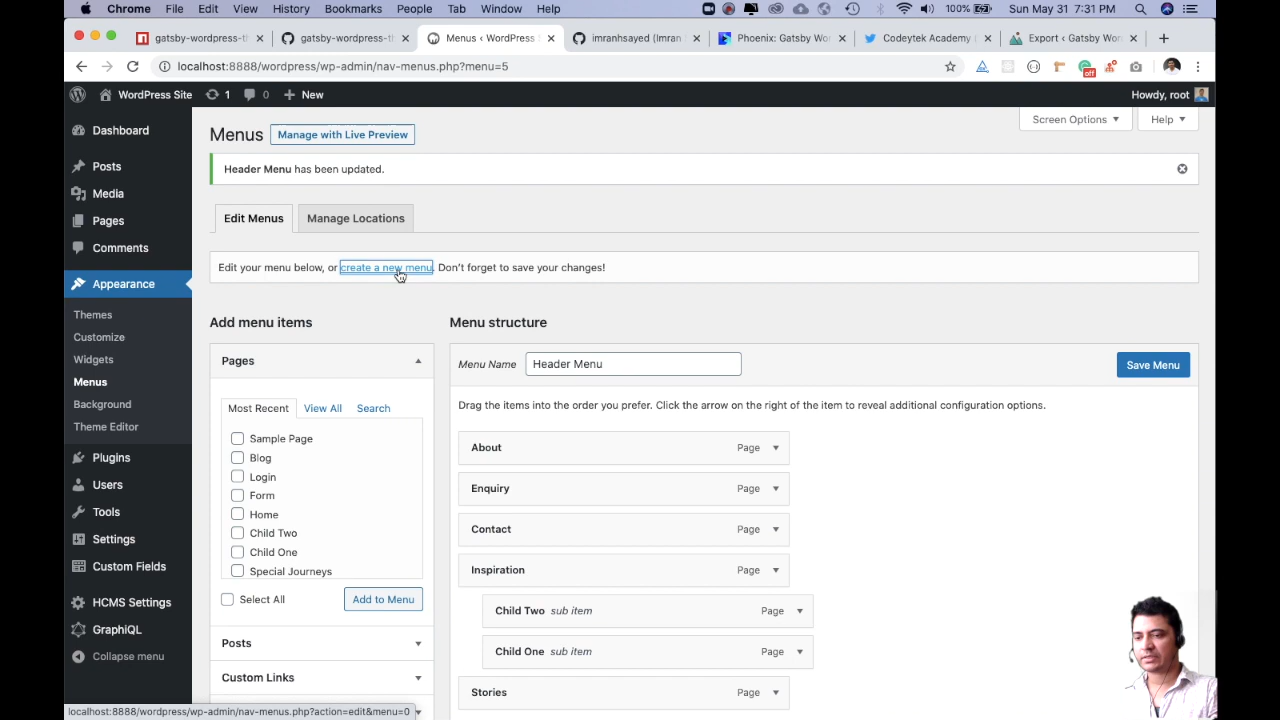 Chrome File Edit View History Bookmarks People Tab Window Help 100% Sun May 31 7:31 PM
gatsby-wordpress-th gatsby-wordpress-t Menus ‹ WordPress S imranhsayed (Imran Phoenix: Gatsby Wor Codeytek Academy Export ‹ Gatsby Wor
localhost:8888/wordpress/wp-admin/nav-menus.php?menu=5
off
WordPress Site 1 0 New Howdy, root
Screen Options Help
Menus Manage with Live Preview
Header Menu has been updated.
Edit Menus Manage Locations
Edit your menu below, or create a new menu. Don't forget to save your changes!
Dashboard
Posts
Media
Pages
Comments
Appearance
Themes
Customize
Widgets
Menus
Background
Theme Editor
Plugins
Users
Tools
Settings
Custom Fields
HCMS Settings
GraphiQL
Collapse menu
Add menu items
Pages
Most Recent View All Search
Sample Page
Blog
Login
Form
Home
Child Two
Child One
Special Journeys
Select All Add to Menu
Posts
Custom Links
Menu structure
Menu Name Header Menu Save Menu
Drag the items into the order you prefer. Click the arrow on the right of the item to reveal additional configuration options.
About Page
Enquiry Page
Contact Page
Inspiration Page
Child Two sub item Page
Child One sub item Page
Stories Page
localhost:8888/wordpress/wp-admin/nav-menus.php?action=edit&menu=0